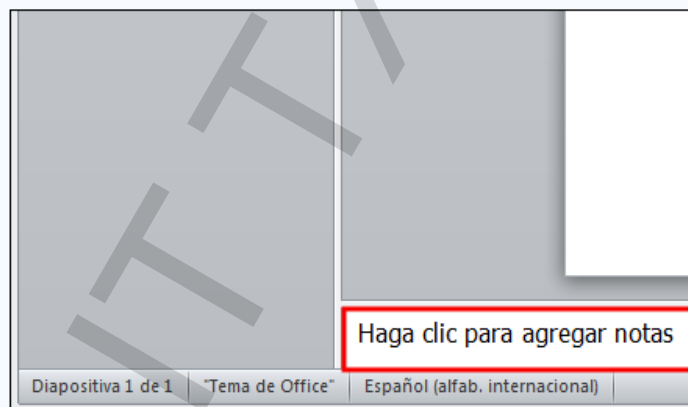 Haga clic para agregar notas
Diapositiva 1 de 1 "Tema de Office" Español (alfab. internacional)